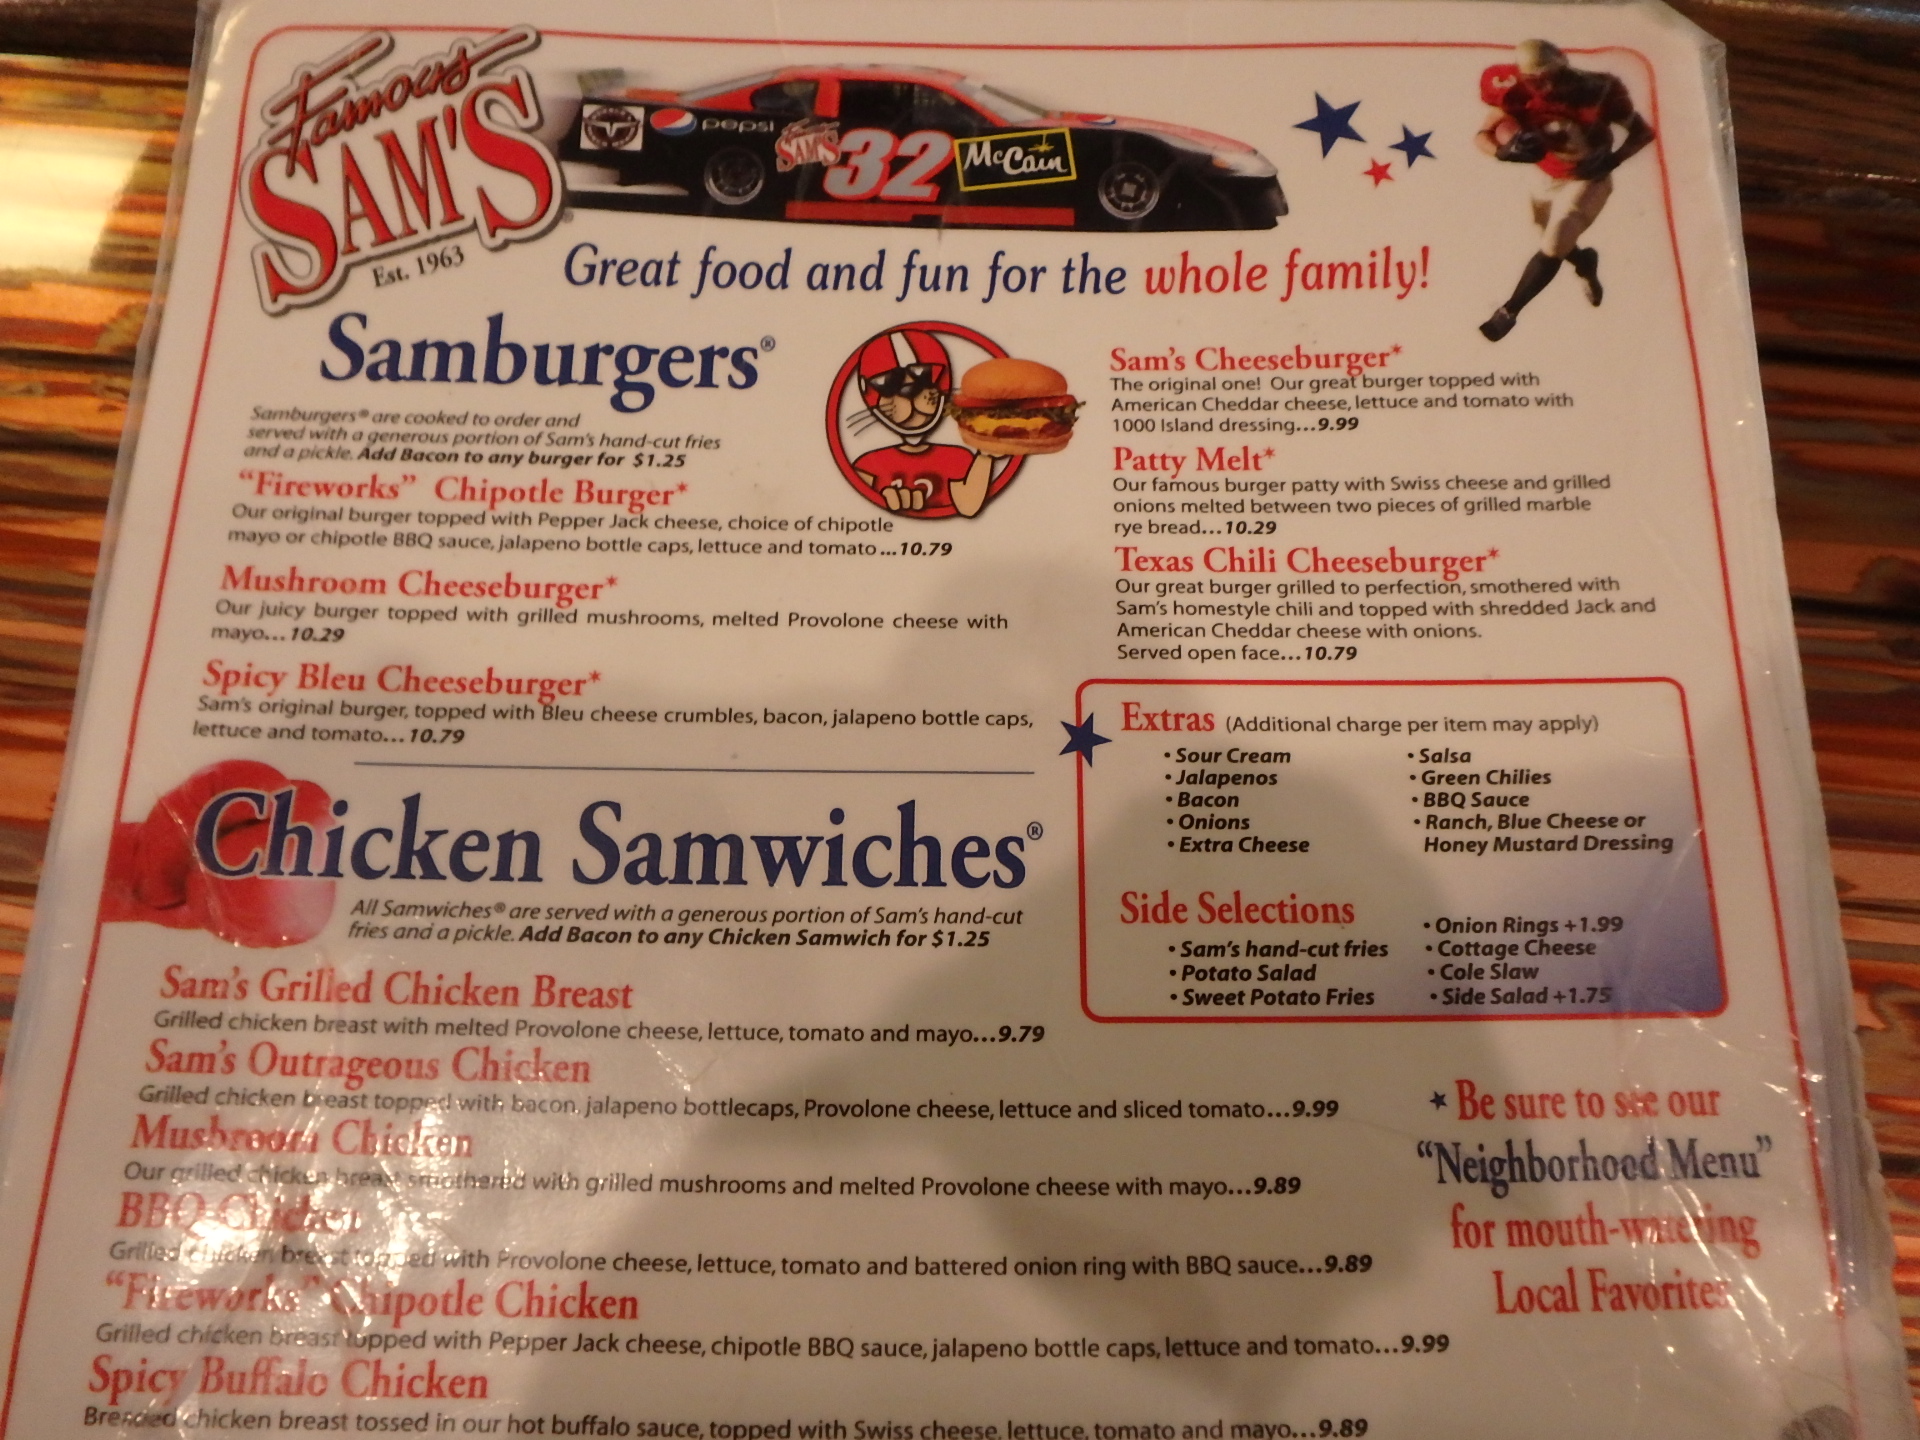 Famous
SAM'S®
Est. 1963
pepsi
SAM'S
32
McCain
3
Great food and fun for the whole family!
Samburgers®
Samburgers® are cooked to order and
served with a generous portion of Sam's hand-cut fries
and a pickle. Add Bacon to any burger for $1.25
"Fireworks" Chipotle Burger*
Our original burger topped with Pepper Jack cheese, choice of chipotle
mayo or chipotle BBQ sauce, jalapeno bottle caps, lettuce and tomato...10.79
Mushroom Cheeseburger*
Our juicy burger topped with grilled mushrooms, melted Provolone cheese with
mayo...10.29
Spicy Bleu Cheeseburger*
Sam's original burger, topped with Bleu cheese crumbles, bacon, jalapeno bottle caps,
lettuce and tomato...10.79
Sam's Cheeseburger*
The original one! Our great burger topped with
American Cheddar cheese, lettuce and tomato with
1000 Island dressing...9.99
Patty Melt*
Our famous burger patty with Swiss cheese and grilled
onions melted between two pieces of grilled marble
rye bread...10.29
Texas Chili Cheeseburger*
Our great burger grilled to perfection, smothered with
Sam's homestyle chili and topped with shredded Jack and
American Cheddar cheese with onions.
Served open face...10.79
Extras (Additional charge per item may apply)
• Sour Cream
• Jalapenos
• Bacon
• Onions
• Extra Cheese
• Salsa
• Green Chilies
• BBQ Sauce
• Ranch, Blue Cheese or
Honey Mustard Dressing
Side Selections
• Sam's hand-cut fries
• Potato Salad
• Sweet Potato Fries
• Onion Rings +1.99
• Cottage Cheese
• Cole Slaw
• Side Salad +1.75
Chicken Samwiches®
All Samwiches® are served with a generous portion of Sam's hand-cut
fries and a pickle. Add Bacon to any Chicken Samwich for $1.25
Sam's Grilled Chicken Breast
Grilled chicken breast with melted Provolone cheese, lettuce, tomato and mayo...9.79
Sam's Outrageous Chicken
Grilled chicken breast topped with bacon, jalapeno bottlecaps, Provolone cheese, lettuce and sliced tomato...9.99
Mushroom Chicken
Our grilled chicken breast smothered with grilled mushrooms and melted Provolone cheese with mayo...9.89
BBQ Chicken
Grilled chicken breast topped with Provolone cheese, lettuce, tomato and battered onion ring with BBQ sauce...9.89
"Fireworks" Chipotle Chicken
Grilled chicken breast topped with Pepper Jack cheese, chipotle BBQ sauce, jalapeno bottle caps, lettuce and tomato...9.99
Spicy Buffalo Chicken
Breaded chicken breast tossed in our hot buffalo sauce, topped with Swiss cheese, lettuce, tomato and mayo...9.89
Be sure to see our
"Neighborhood Menu"
for mouth-watering
Local Favorites